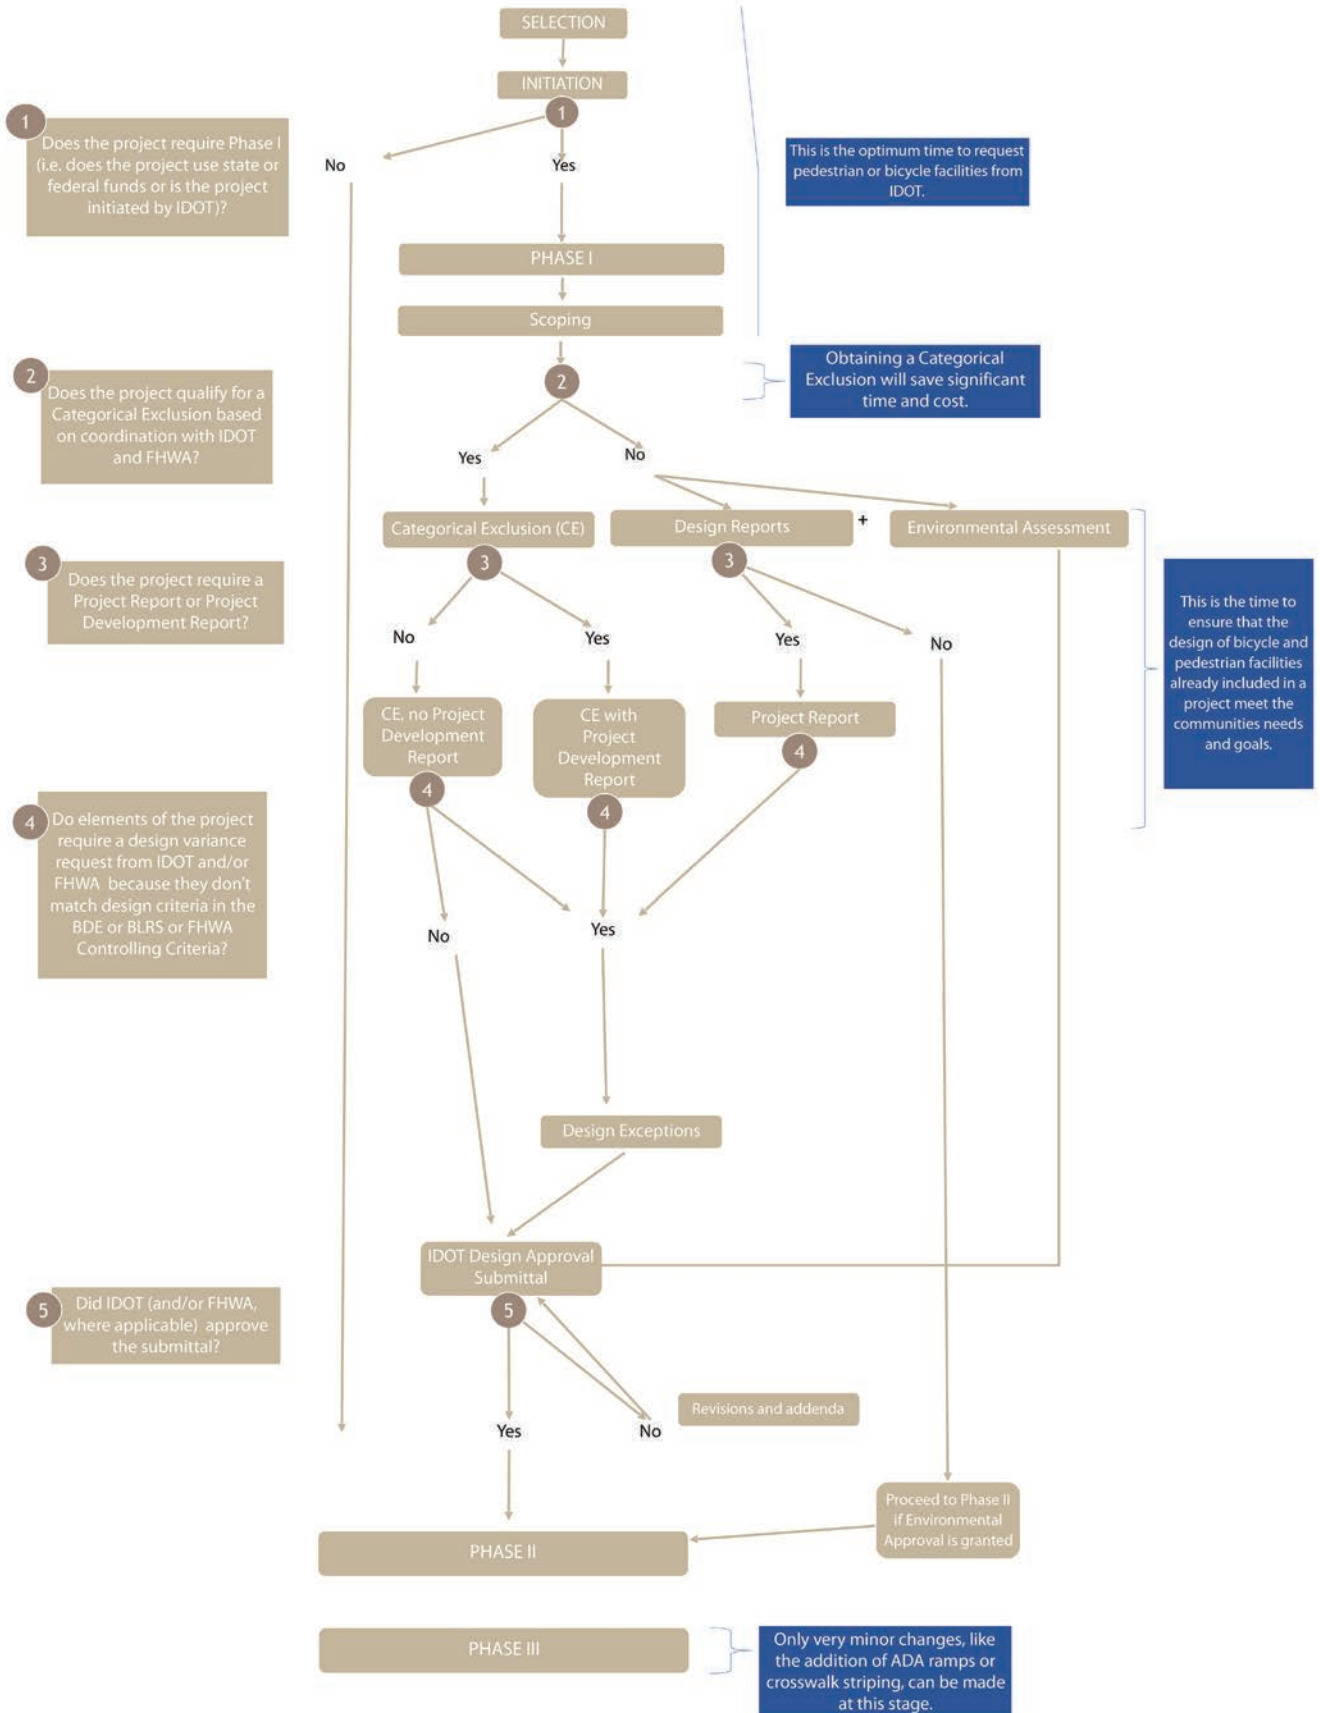 SELECTION
INITIATION
1
1
Does the project require Phase I
(i.e. does the project use state or
federal funds or is the project
initiated by IDOT)?
No
Yes
This is the optimum time to request
pedestrian or bicycle facilities from
IDOT.
PHASE I
Scoping
2
Does the project qualify for a
Categorical Exclusion based
on coordination with IDOT
and FHWA?
2
Obtaining a Categorical
Exclusion will save significant
time and cost.
Yes
No
Categorical Exclusion (CE)
Design Reports
+
Environmental Assessment
3
3
3
Does the project require a
Project Report or Project
Development Report?
No
Yes
Yes
No
This is the time to
ensure that the
design of bicycle and
pedestrian facilities
already included in a
project meet the
communities needs
and goals.
CE, no Project
Development
Report
CE with
Project
Development
Report
Project Report
4
4
4
4
Do elements of the project
require a design variance
request from IDOT and/or
FHWA because they don't
match design criteria in the
BDE or BLRS or FHWA
Controlling Criteria?
No
Yes
Design Exceptions
IDOT Design Approval
Submittal
5
5
Did IDOT (and/or FHWA,
where applicable) approve
the submittal?
Revisions and addenda
Yes
No
Proceed to Phase II
if Environmental
Approval is granted
PHASE II
PHASE III
Only very minor changes, like
the addition of ADA ramps or
crosswalk striping, can be made
at this stage.